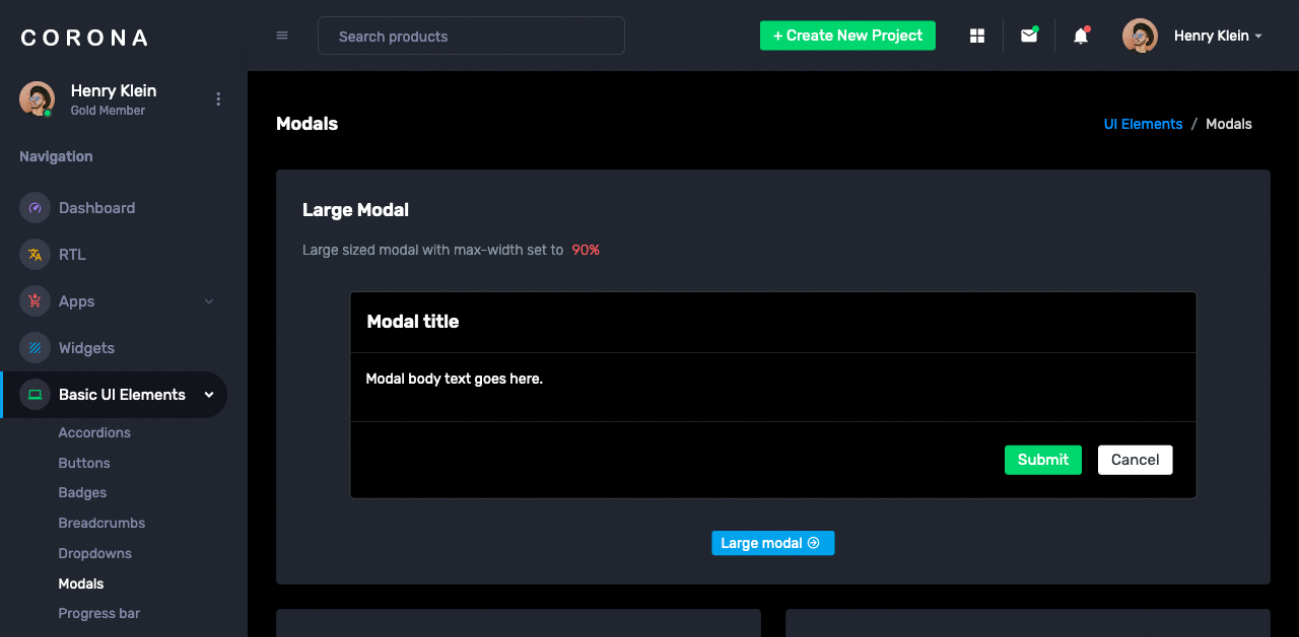 CORONA
Search products
+ Create New Project
Henry Klein
Henry Klein
Gold Member
Navigation
Dashboard
RTL
Apps
Widgets
Basic UI Elements
Accordions
Buttons
Badges
Breadcrumbs
Dropdowns
Modals
Progress bar
Modals
UI Elements / Modals
Large Modal
Large sized modal with max-width set to 90%
Modal title
Modal body text goes here.
Submit
Cancel
Large modal